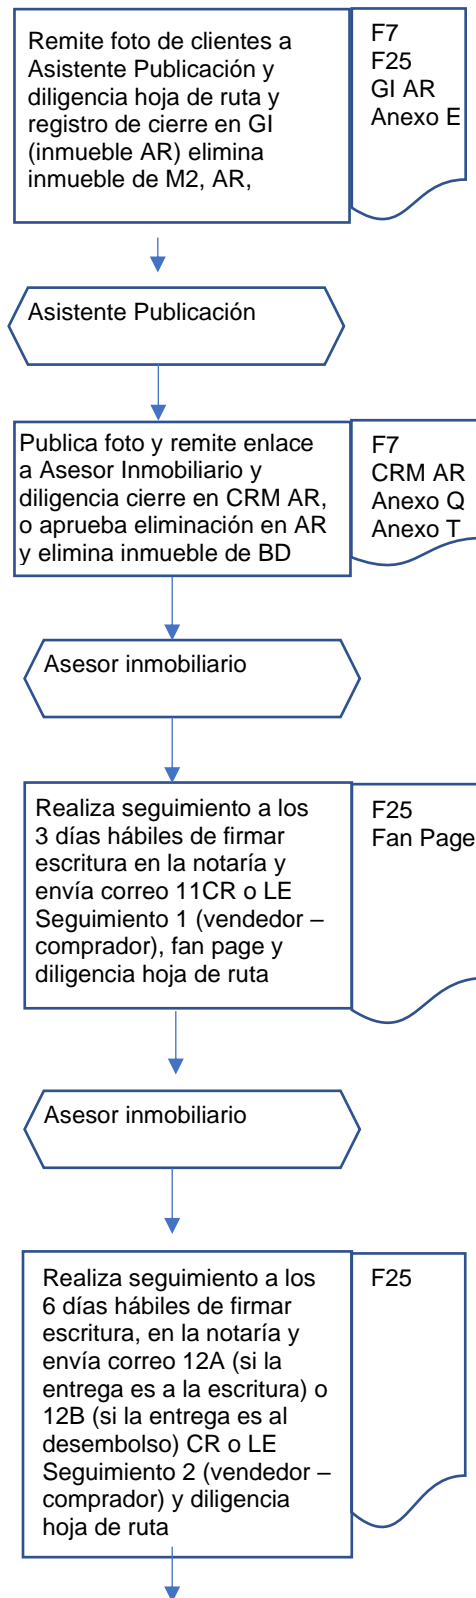 Remite foto de clientes a
Asistente Publicación y
diligencia hoja de ruta y
registro de cierre en GI
(inmueble AR) elimina
inmueble de M2, AR,
F7
F25
GI AR
Anexo E
Asistente Publicación
Publica foto y remite enlace
a Asesor Inmobiliario y
diligencia cierre en CRM AR,
o aprueba eliminación en AR
y elimina inmueble de BD
F7
CRM AR
Anexo Q
Anexo T
Asesor inmobiliario
Realiza seguimiento a los
3 días hábiles de firmar
escritura en la notaría y
envía correo 11CR o LE
Seguimiento 1 (vendedor –
comprador), fan page y
diligencia hoja de ruta
F25
Fan Page
Asesor inmobiliario
Realiza seguimiento a los
6 días hábiles de firmar
escritura, en la notaría y
envía correo 12A (si la
entrega es a la escritura) o
12B (si la entrega es al
desembolso) CR o LE
Seguimiento 2 (vendedor –
comprador) y diligencia
hoja de ruta
F25